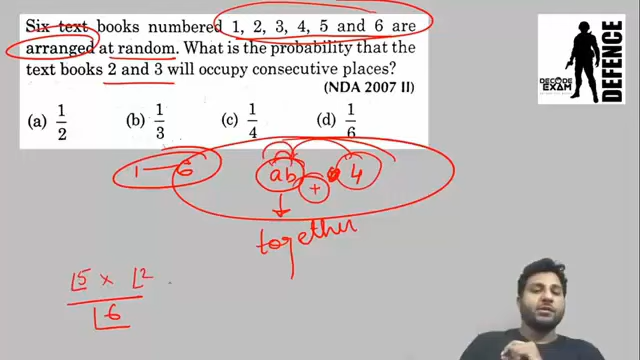 Six text books numbered 1, 2, 3, 4, 5 and 6 are
arranged at random. What is the probability that the
text books 2 and 3 will occupy consecutive places?
(NDA 2007 II)
(a) 1/2 (b) 1/3 (c) 1/4 (d) 1/6
DECODE
EXAM
DEFENCE
1 — 6 ab + 4
together
⌊5 × ⌊2
⌊6